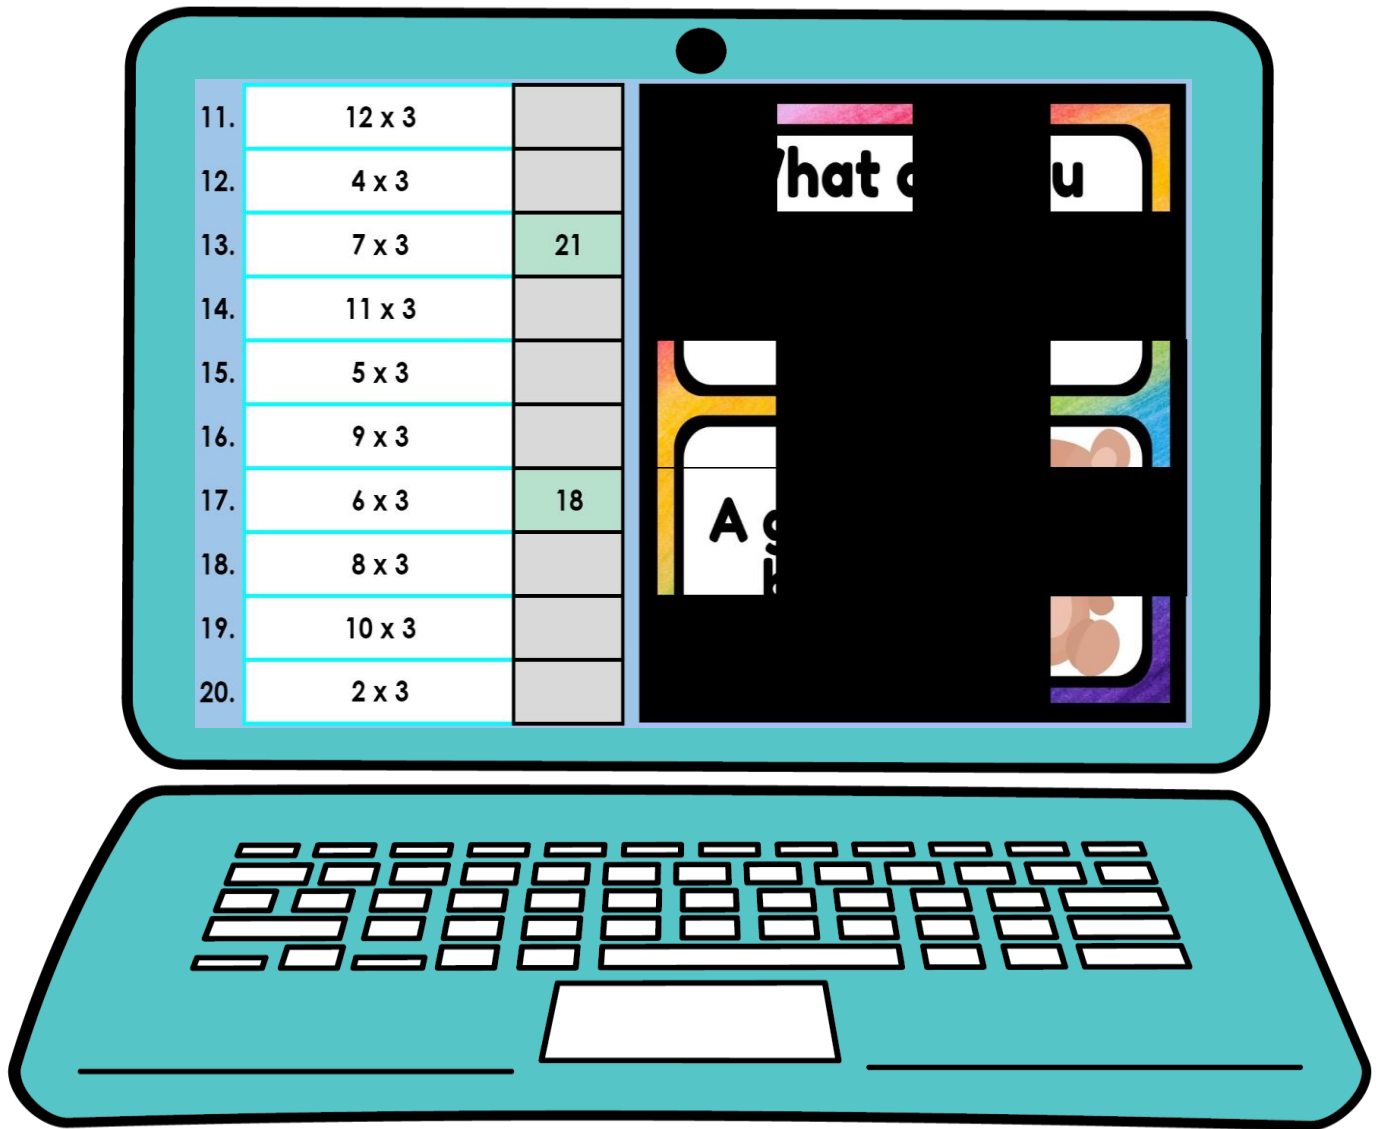 11. 12 x 3
12. 4 x 3
13. 7 x 3 21
14. 11 x 3
15. 5 x 3
16. 9 x 3
17. 6 x 3 18
18. 8 x 3
19. 10 x 3
20. 2 x 3
hat
u
A